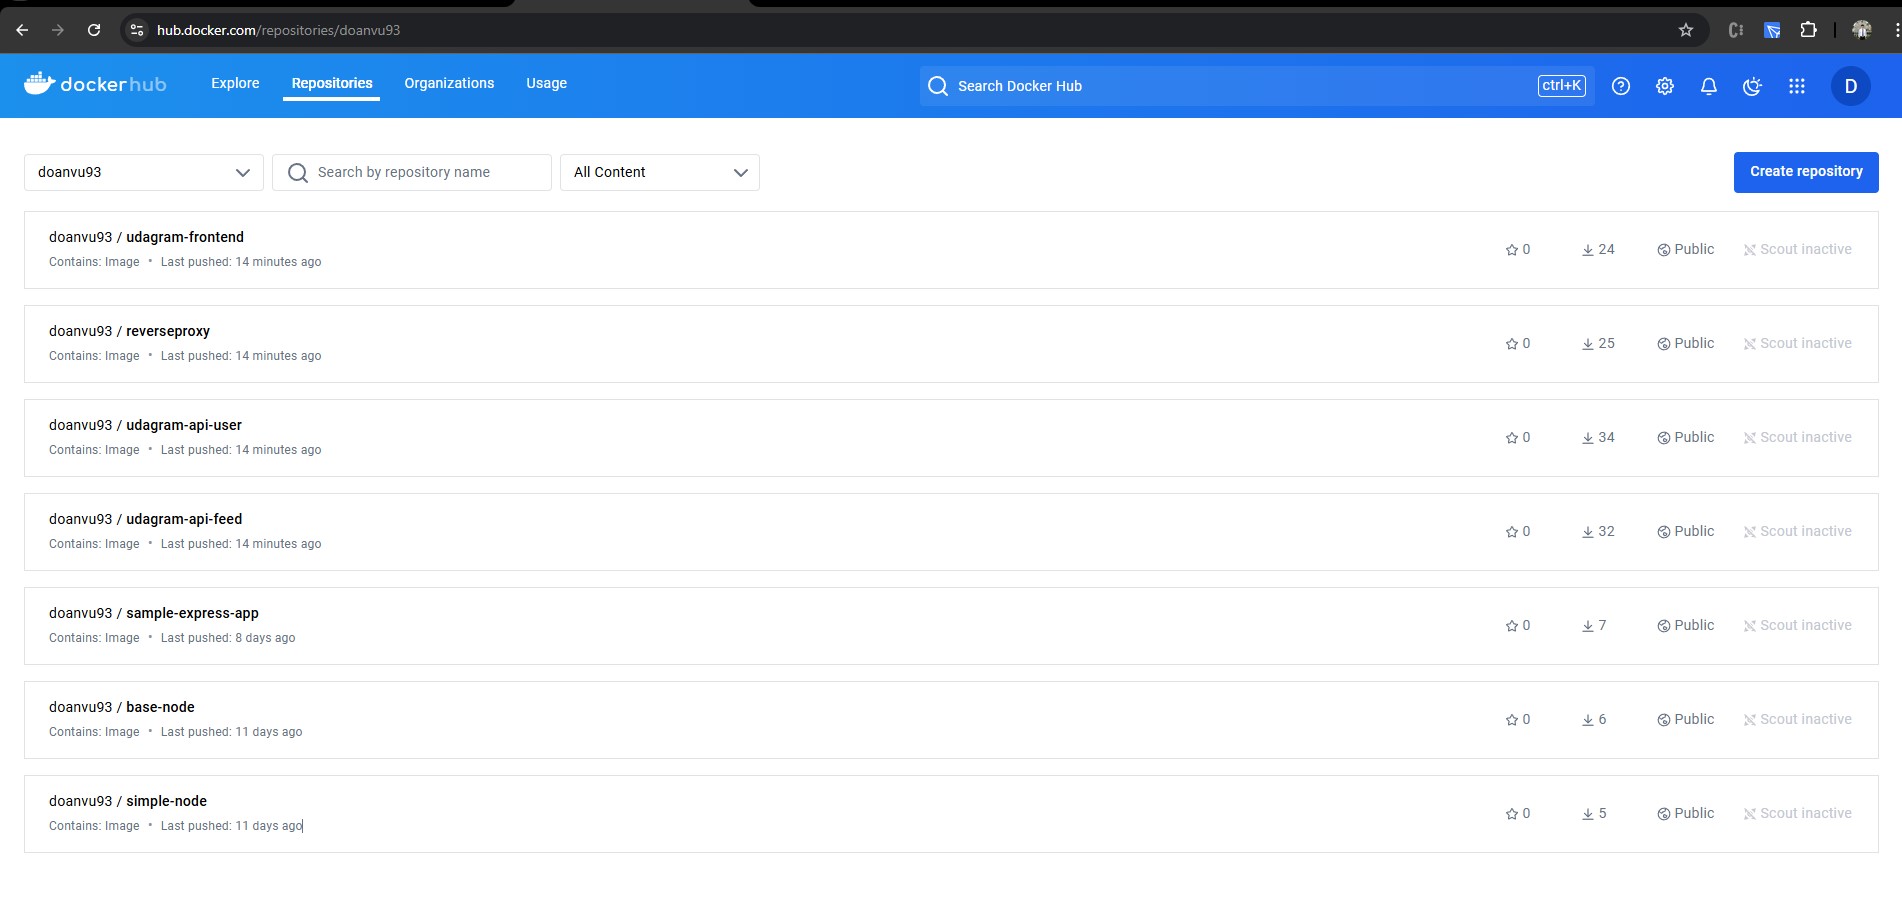 hub.docker.com/repositories/doanvu93
dockerhub Explore Repositories Organizations Usage Search Docker Hub ctrl+K D
doanvu93 Search by repository name All Content Create repository
doanvu93 / udagram-frontend
Contains: Image • Last pushed: 14 minutes ago
0 24 Public Scout inactive
doanvu93 / reverseproxy
Contains: Image • Last pushed: 14 minutes ago
0 25 Public Scout inactive
doanvu93 / udagram-api-user
Contains: Image • Last pushed: 14 minutes ago
0 34 Public Scout inactive
doanvu93 / udagram-api-feed
Contains: Image • Last pushed: 14 minutes ago
0 32 Public Scout inactive
doanvu93 / sample-express-app
Contains: Image • Last pushed: 8 days ago
0 7 Public Scout inactive
doanvu93 / base-node
Contains: Image • Last pushed: 11 days ago
0 6 Public Scout inactive
doanvu93 / simple-node
Contains: Image • Last pushed: 11 days ago
0 5 Public Scout inactive